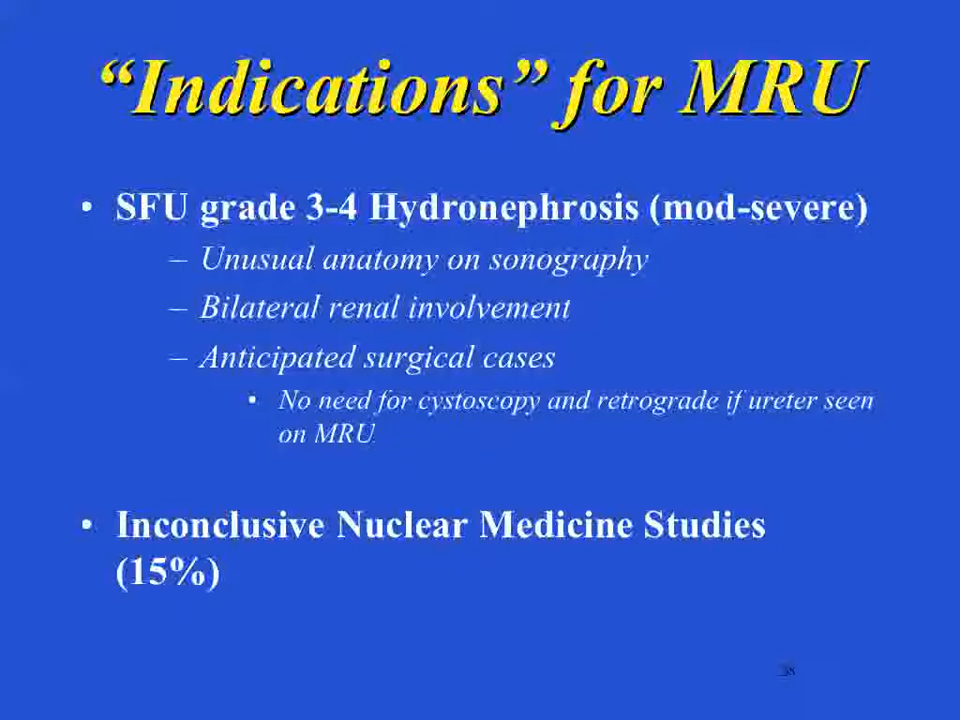 “Indications” for MRU
• SFU grade 3-4 Hydronephrosis (mod-severe)
– Unusual anatomy on sonography
– Bilateral renal involvement
– Anticipated surgical cases
• No need for cystoscopy and retrograde if ureter seen
on MRU
• Inconclusive Nuclear Medicine Studies
(15%)